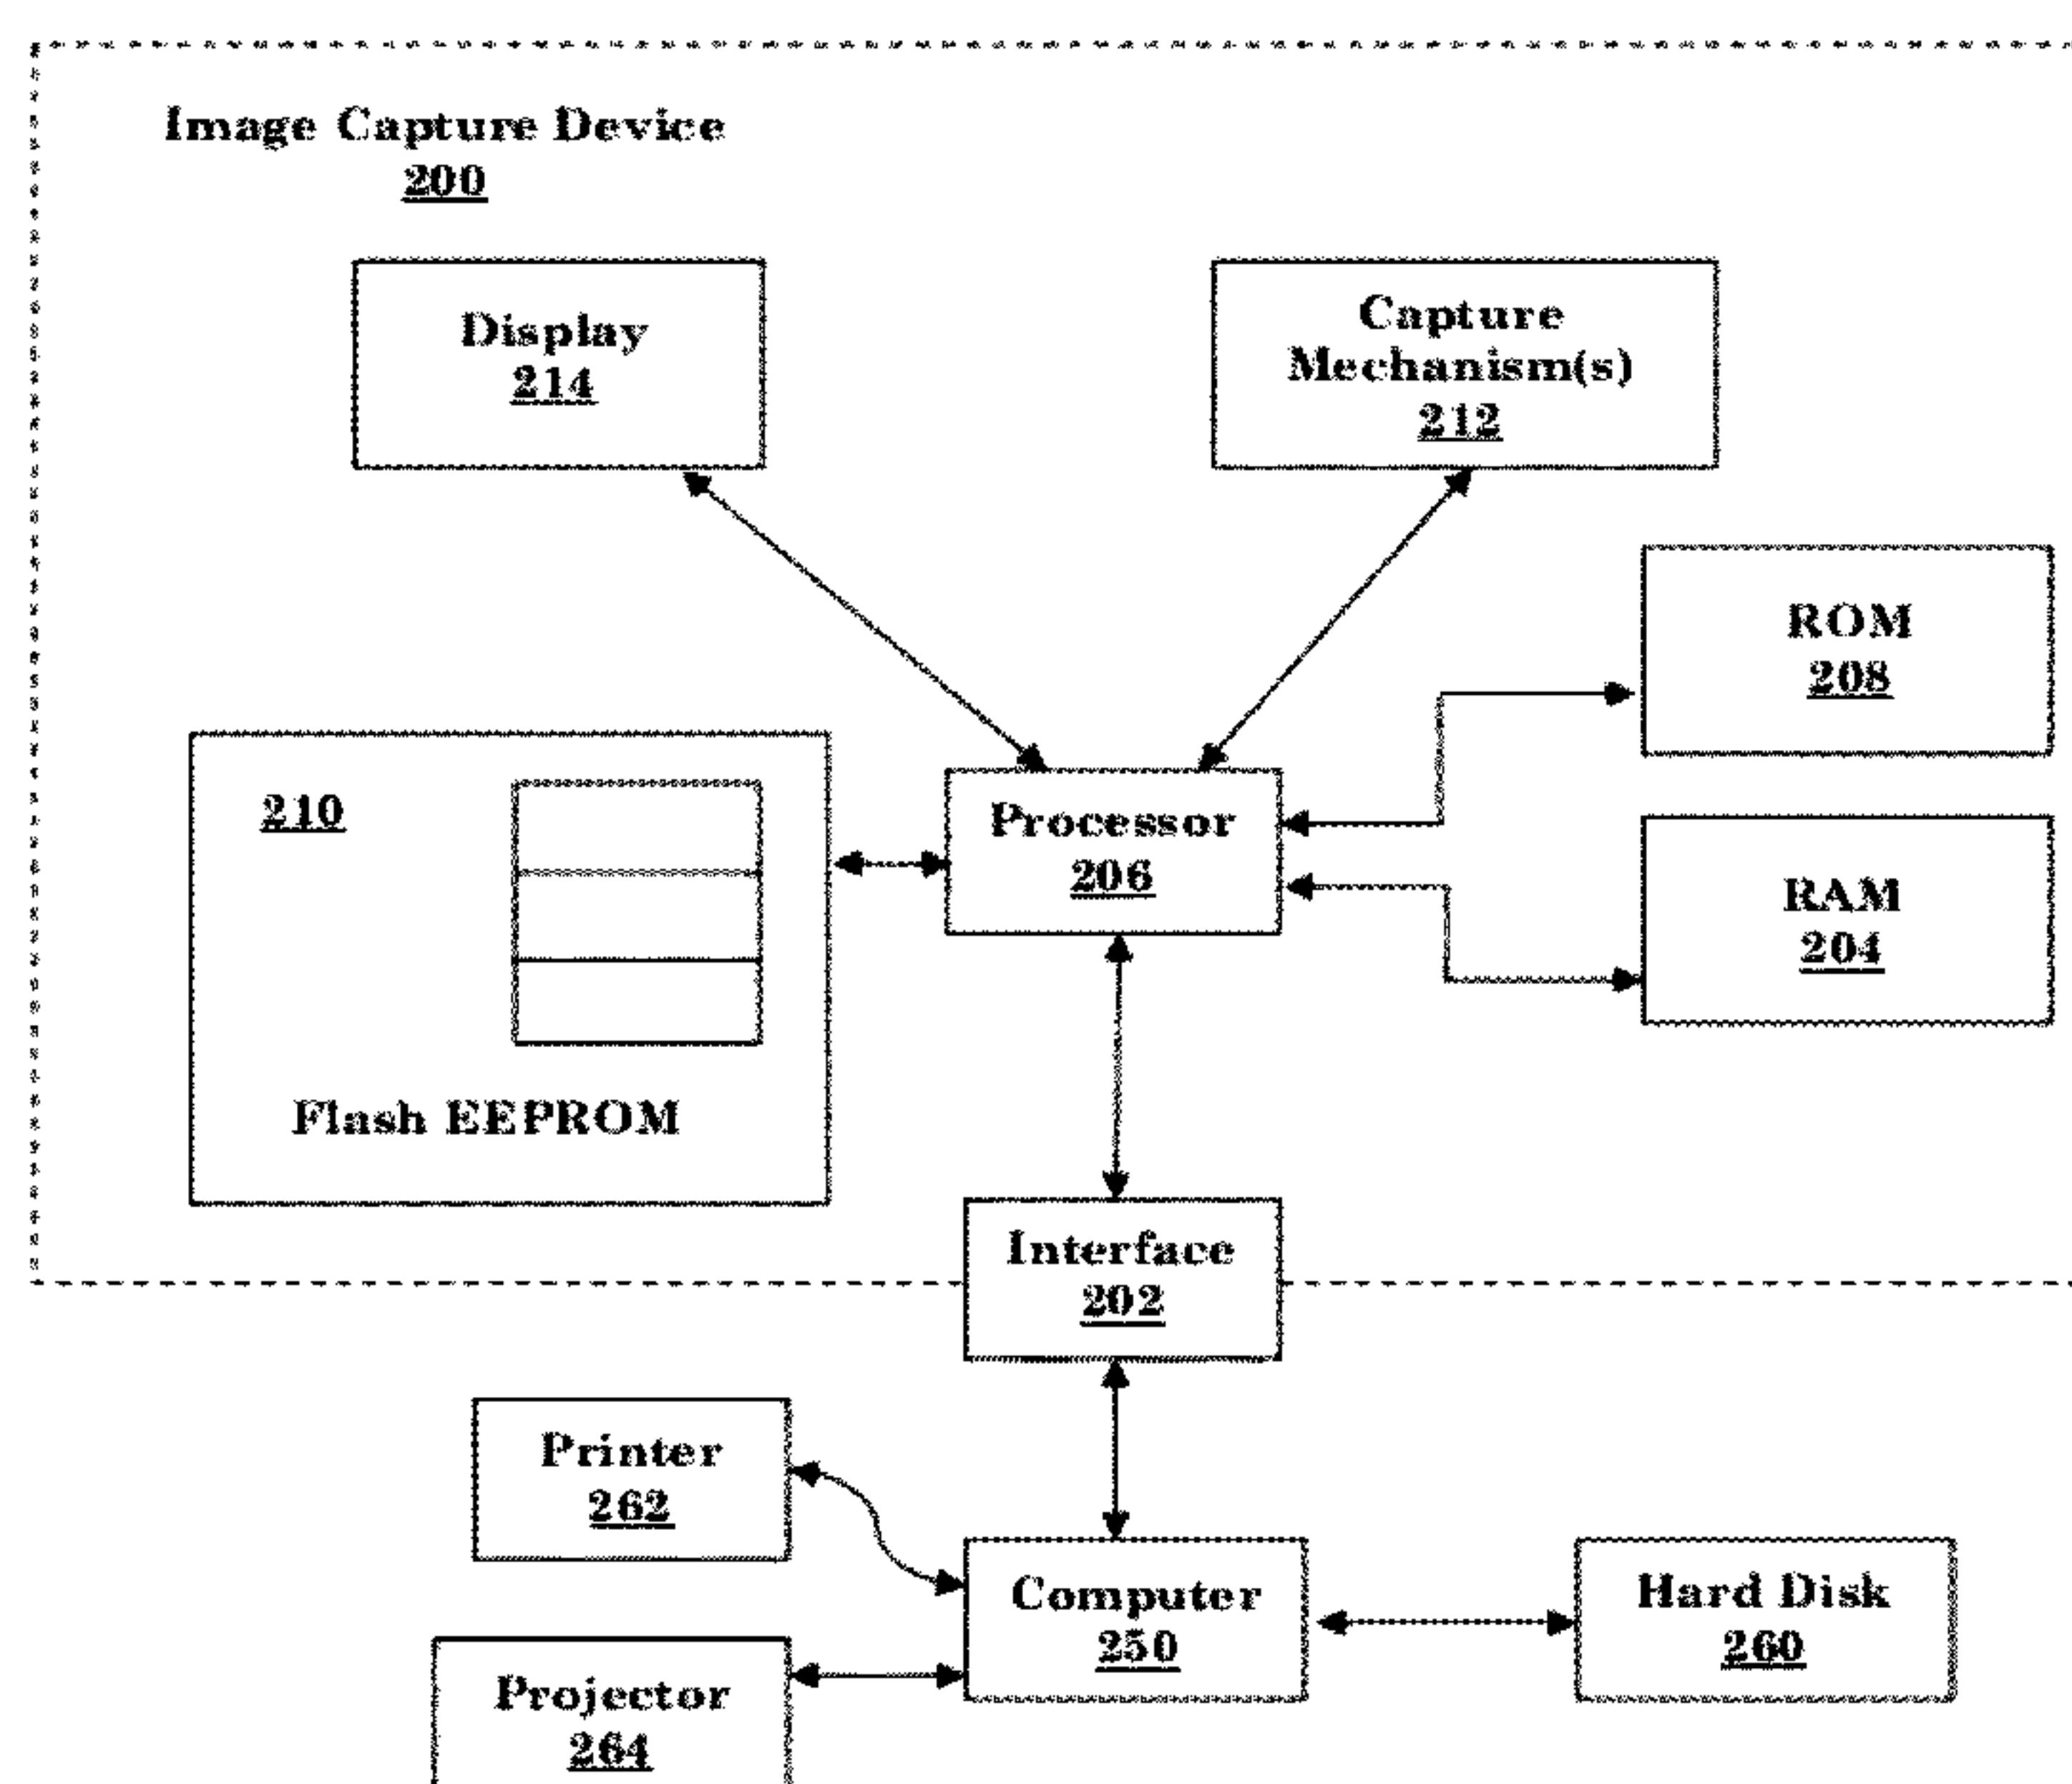 Image Capture Device
200
Display
214
Capture
Mechanism(s)
212
ROM
208
210
Flash EEPROM
Processor
206
RAM
204
Interface
202
Printer
262
Computer
250
Hard Disk
260
Projector
264